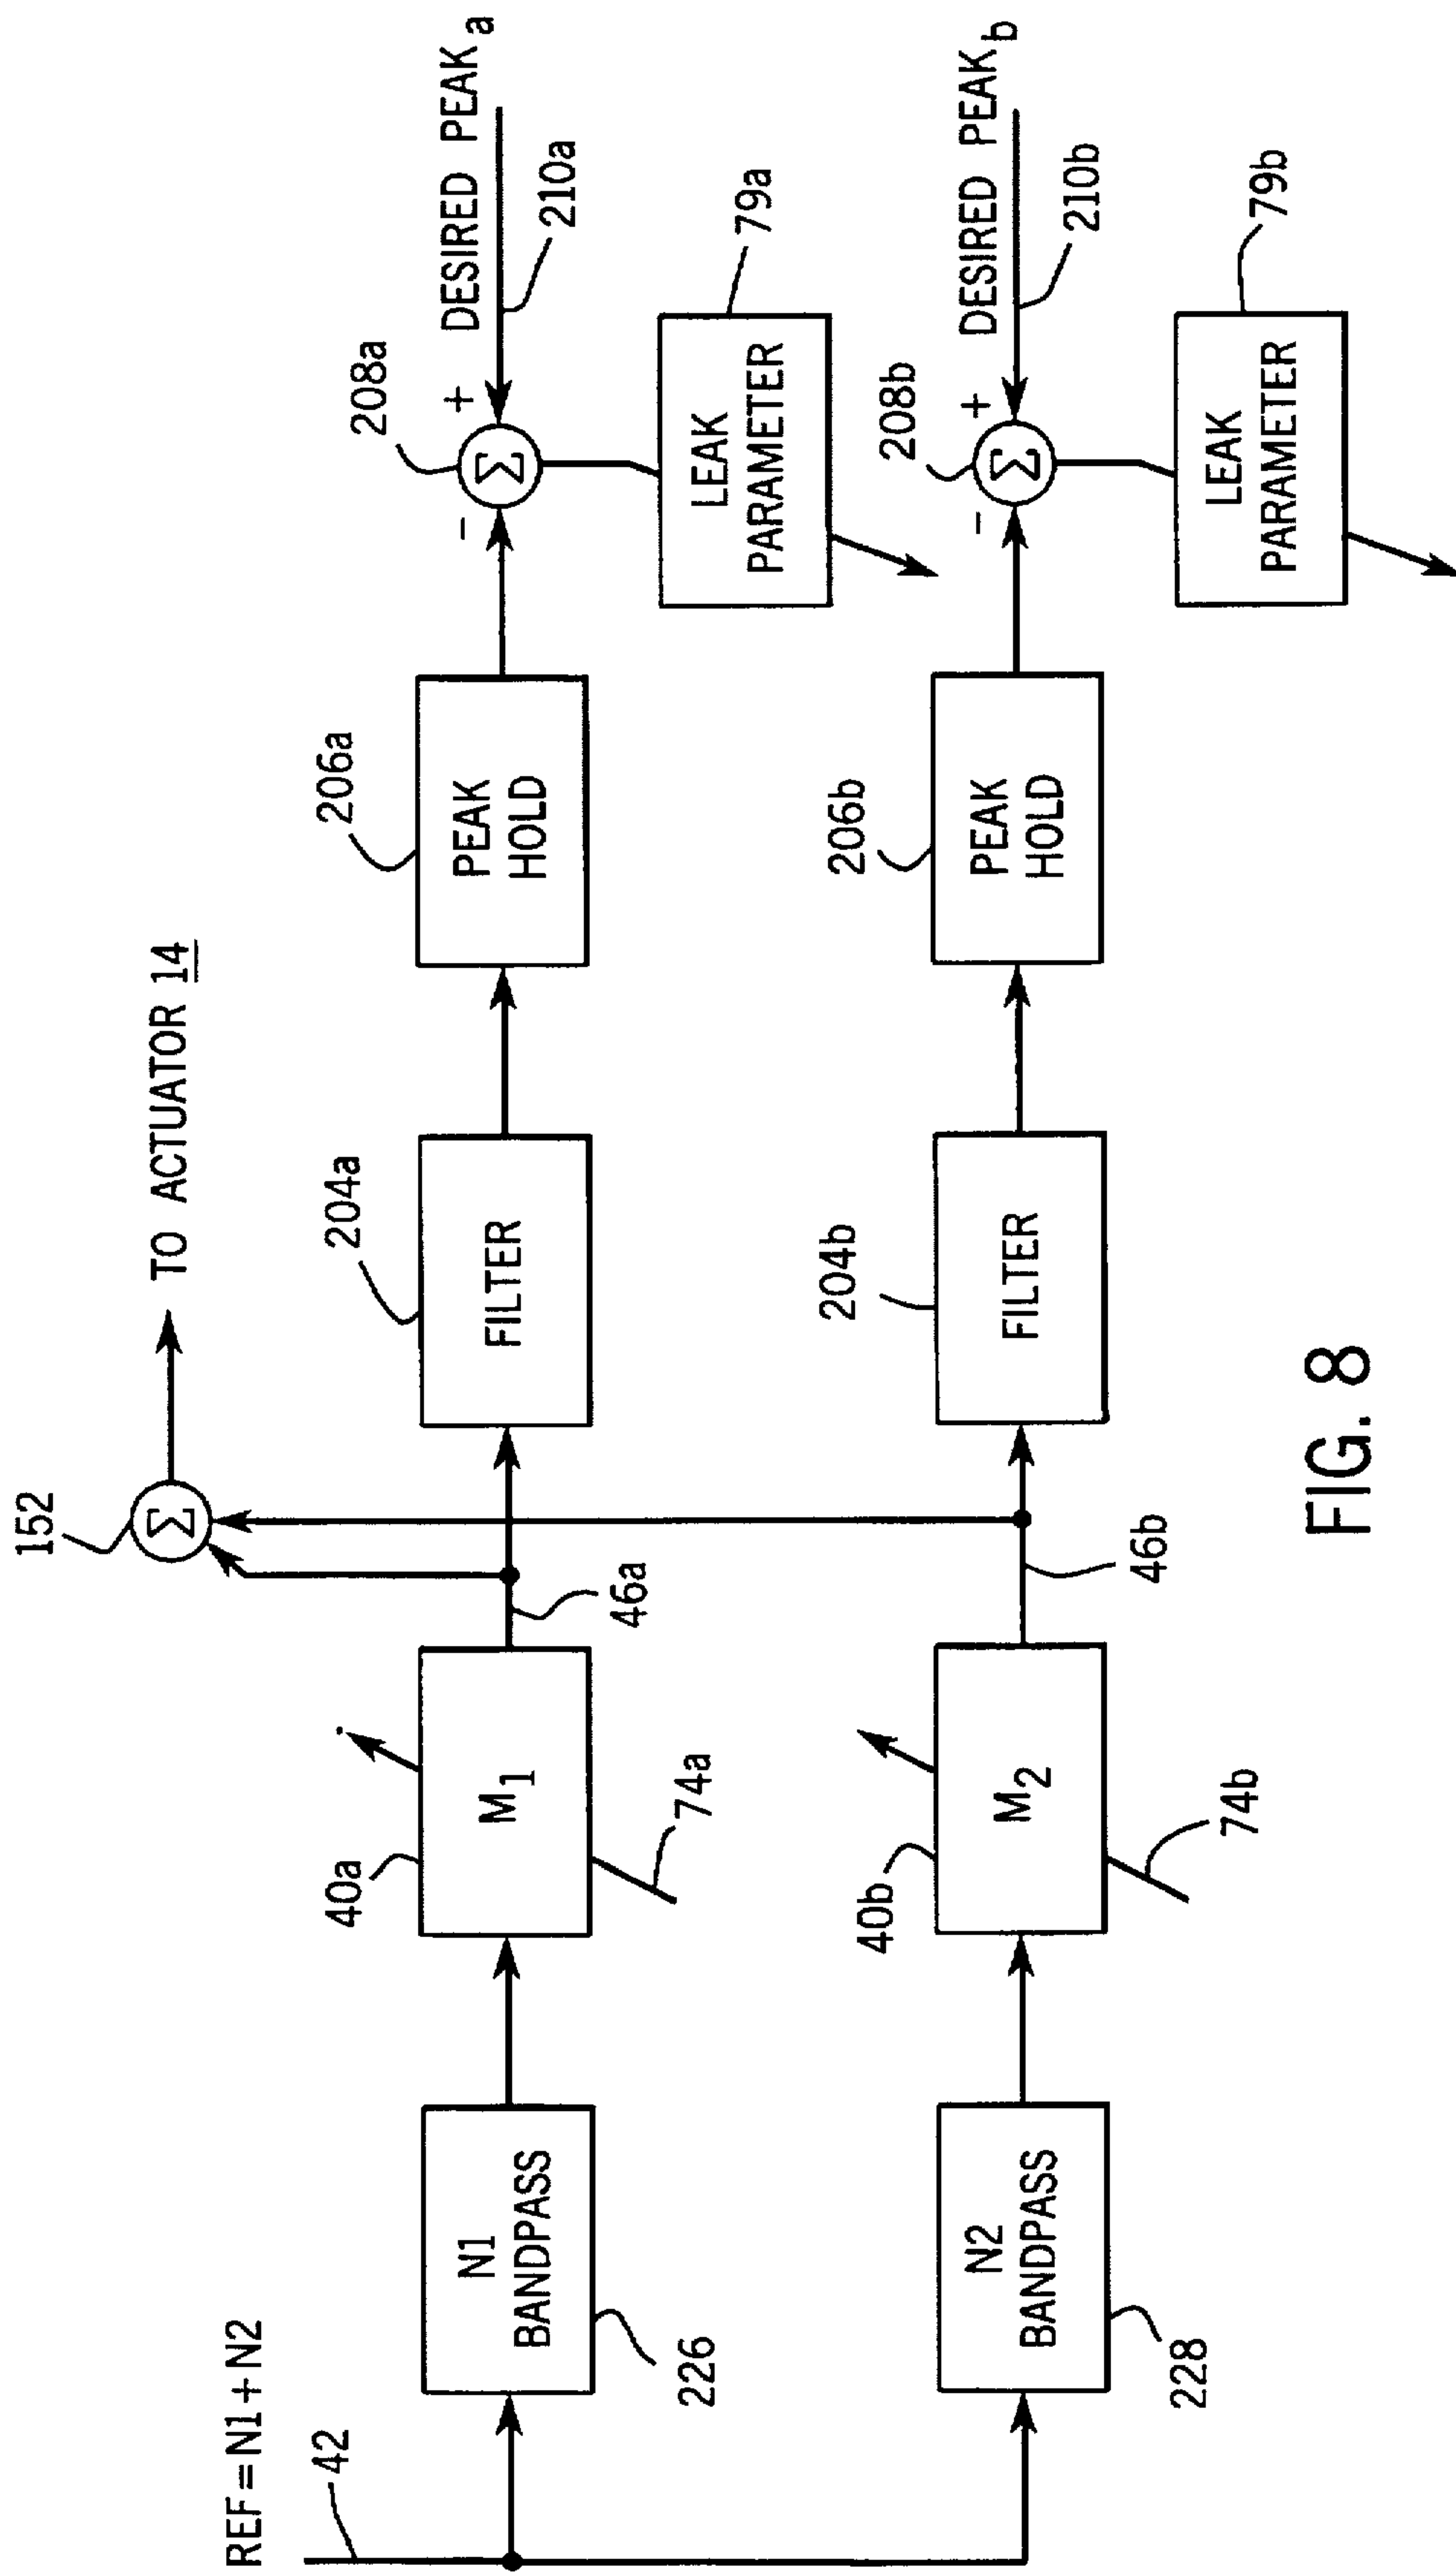 REF=N1+N2
42
N1
BANDPASS
226
40a
M1
74a
46a
152
Σ
TO ACTUATOR 14
204a
FILTER
206a
PEAK
HOLD
208a
-
Σ
+
DESIRED PEAKa
210a
LEAK
PARAMETER
79a
N2
BANDPASS
228
40b
M2
74b
46b
204b
FILTER
206b
PEAK
HOLD
208b
-
Σ
+
DESIRED PEAKb
210b
LEAK
PARAMETER
79b
FIG. 8